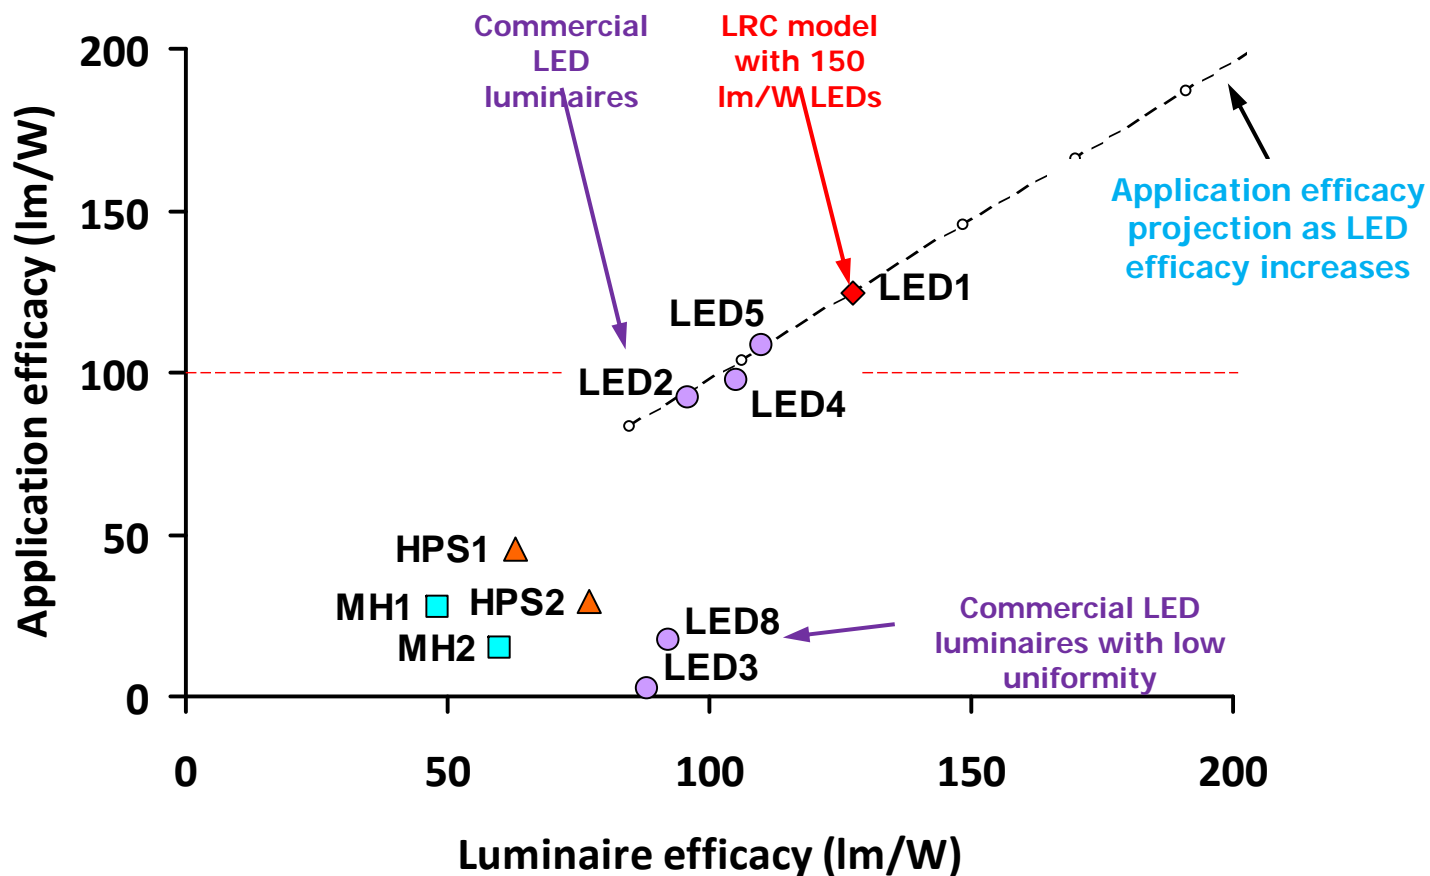 Commercial
LED
luminaires
LRC model
with 150
lm/W LEDs
Application efficacy
projection as LED
efficacy increases
Application efficacy (lm/W)
200
150
100
50
0
LED1
LED5
LED2
LED4
HPS1
MH1
HPS2
MH2
LED8
LED3
Commercial LED
luminaires with low
uniformity
0
50
100
150
200
Luminaire efficacy (lm/W)